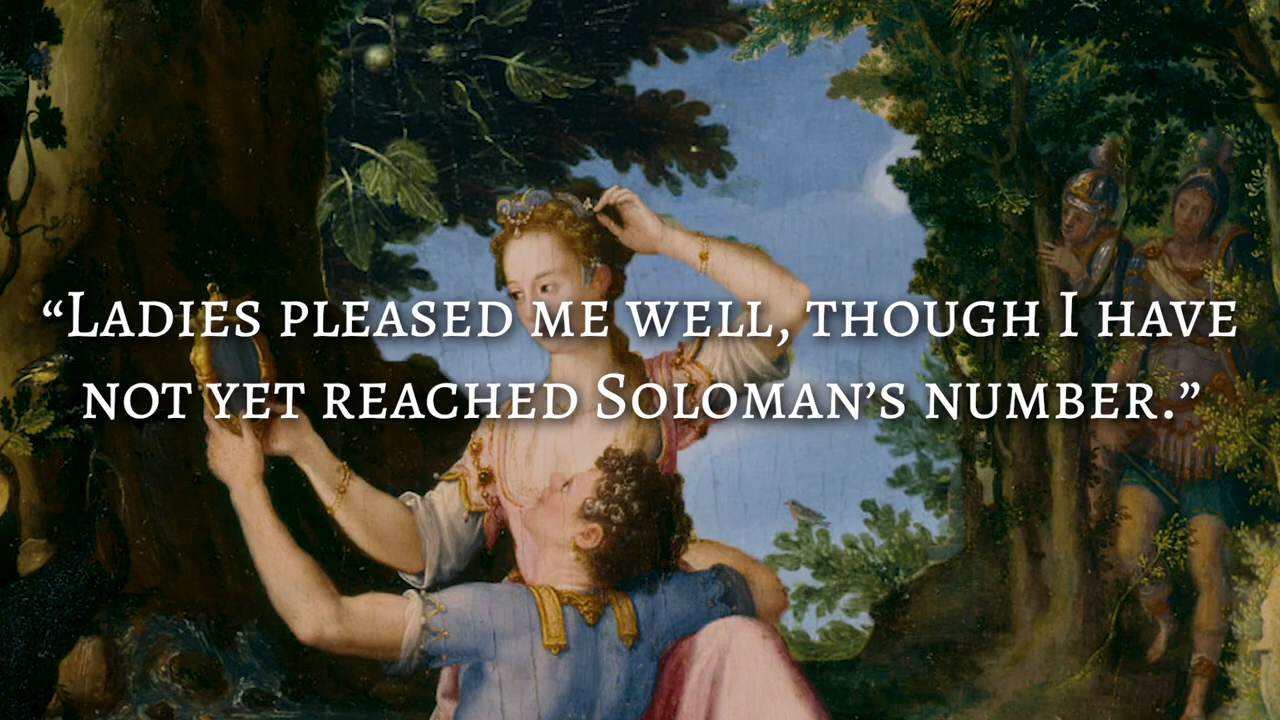 “Ladies pleased me well, though I have
not yet reached Soloman’s number.”